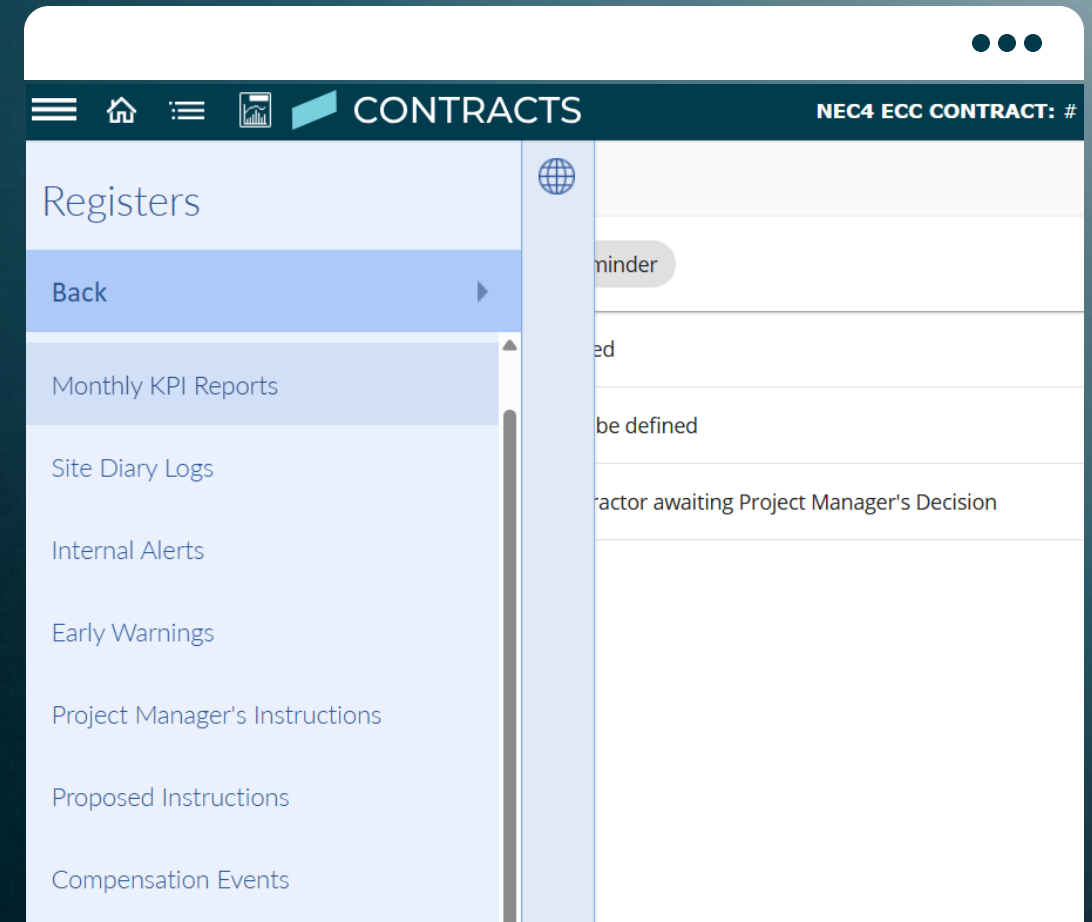 CONTRACTS
NEC4 ECC CONTRACT: #
Registers
Back
Monthly KPI Reports
Site Diary Logs
Internal Alerts
Early Warnings
Project Manager's Instructions
Proposed Instructions
Compensation Events
minder
ed
be defined
ractor awaiting Project Manager's Decision